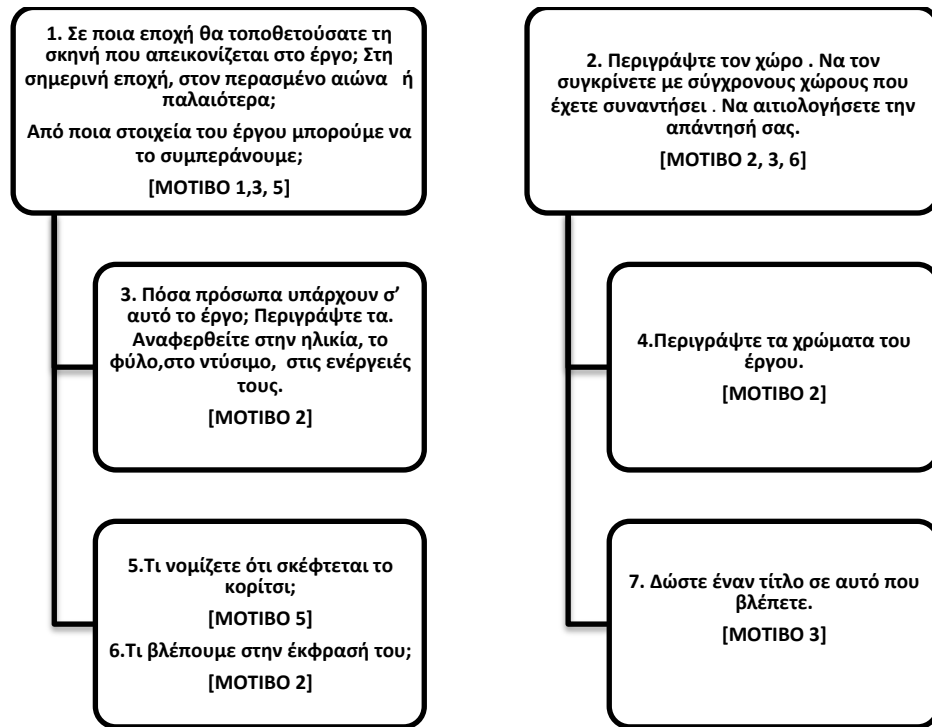 1. Σε ποια εποχή θα τοποθετούσατε τη
σκηνή που απεικονίζεται στο έργο; Στη
σημερινή εποχή, στον περασμένο αιώνα ή
παλαιότερα;
Από ποια στοιχεία του έργου μπορούμε να
το συμπεράνουμε;
[ΜΟΤΙΒΟ 1,3, 5]
3. Πόσα πρόσωπα υπάρχουν σ'
αυτό το έργο; Περιγράψτε τα.
Αναφερθείτε στην ηλικία, το
φύλο,στο ντύσιμο, στις ενέργειές
τους.
[ΜΟΤΙΒΟ 2]
5.Τι νομίζετε ότι σκέφτεται το
κορίτσι;
[ΜΟΤΙΒΟ 5]
6.Τι βλέπουμε στην έκφρασή του;
[ΜΟΤΙΒΟ 2]
2. Περιγράψτε τον χώρο . Να τον
συγκρίνετε με σύγχρονους χώρους που
έχετε συναντήσει . Να αιτιολογήσετε την
απάντησή σας.
[ΜΟΤΙΒΟ 2, 3, 6]
4.Περιγράψτε τα χρώματα του
έργου.
[ΜΟΤΙΒΟ 2]
7. Δώστε έναν τίτλο σε αυτό που
βλέπετε.
[ΜΟΤΙΒΟ 3]